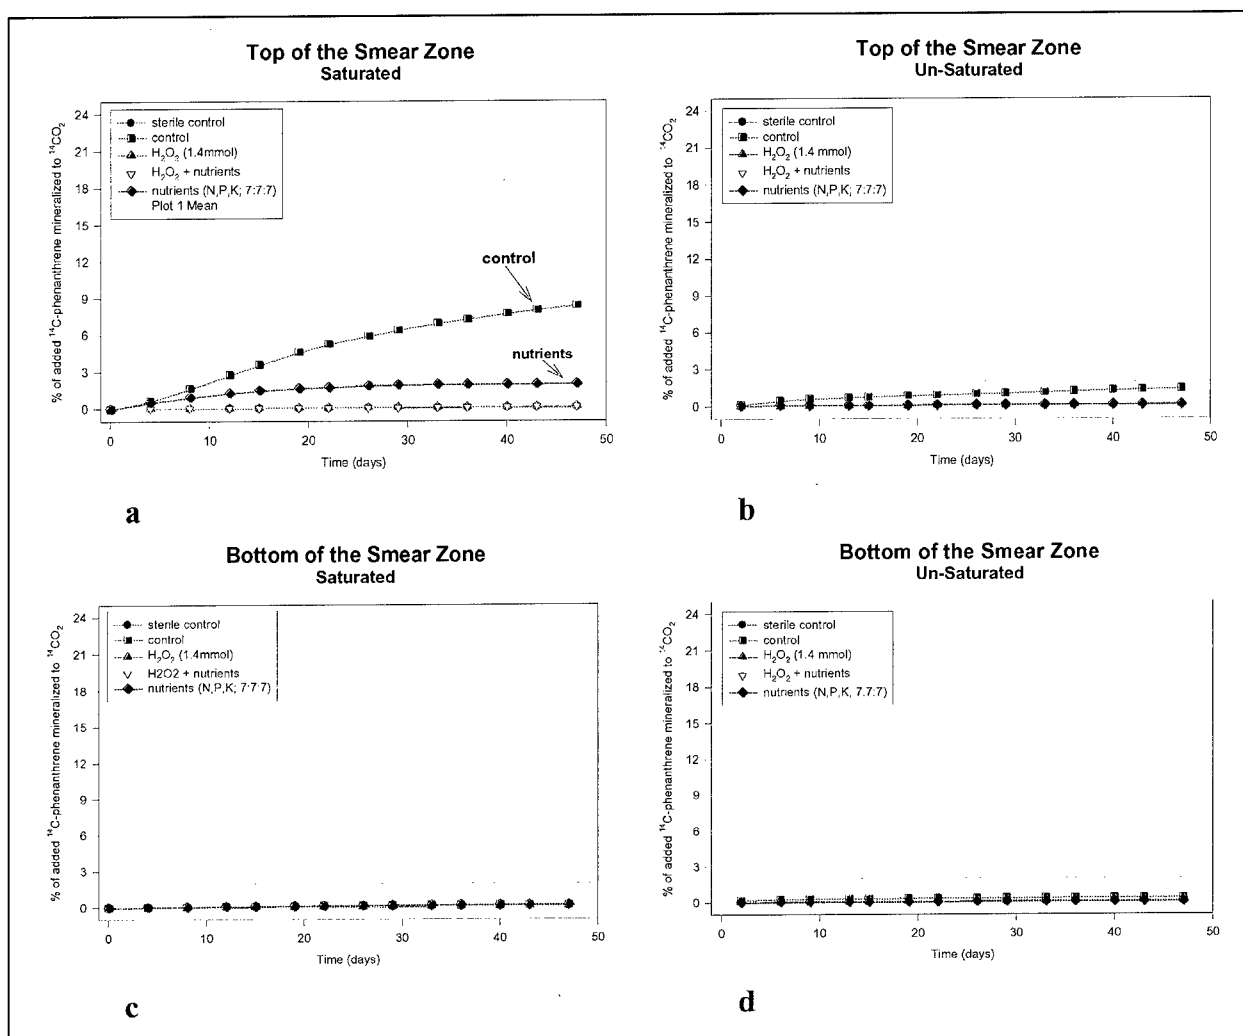 Top of the Smear Zone
Saturated
% of added ¹⁴C-phenanthrene mineralized to ¹⁴CO₂
24
21
18
15
12
9
6
3
0
sterile control
control
H₂O₂ (1.4mmol)
H₂O₂ + nutrients
nutrients (N,P,K; 7:7:7)
Plot 1 Mean
control
nutrients
0 10 20 30 40 50
Time (days)
a
Top of the Smear Zone
Un-Saturated
% of added ¹⁴C-phenanthrene mineralized to ¹⁴CO₂
24
21
18
15
12
9
6
3
0
sterile control
control
H₂O₂ (1.4 mmol)
H₂O₂ + nutrients
nutrients (N,P,K; 7:7:7)
0 10 20 30 40 50
Time (days)
b
Bottom of the Smear Zone
Saturated
% of added ¹⁴C-phenanthrene mineralized to ¹⁴CO₂
24
21
18
15
12
9
6
3
0
sterile control
control
H₂O₂ (1.4mmol)
H2O2 + nutrients
nutrients (N,P,K; 7:7:7)
0 10 20 30 40 50
Time (days)
c
Bottom of the Smear Zone
Un-Saturated
% of added ¹⁴C-phenanthrene mineralized to ¹⁴CO₂
24
21
18
15
12
9
6
3
0
sterile control
control
H₂O₂ (1.4 mmol)
H₂O₂ + nutrients
nutrients (N,P,K, 7.7:7)
0 10 20 30 40 50
Time (days)
d